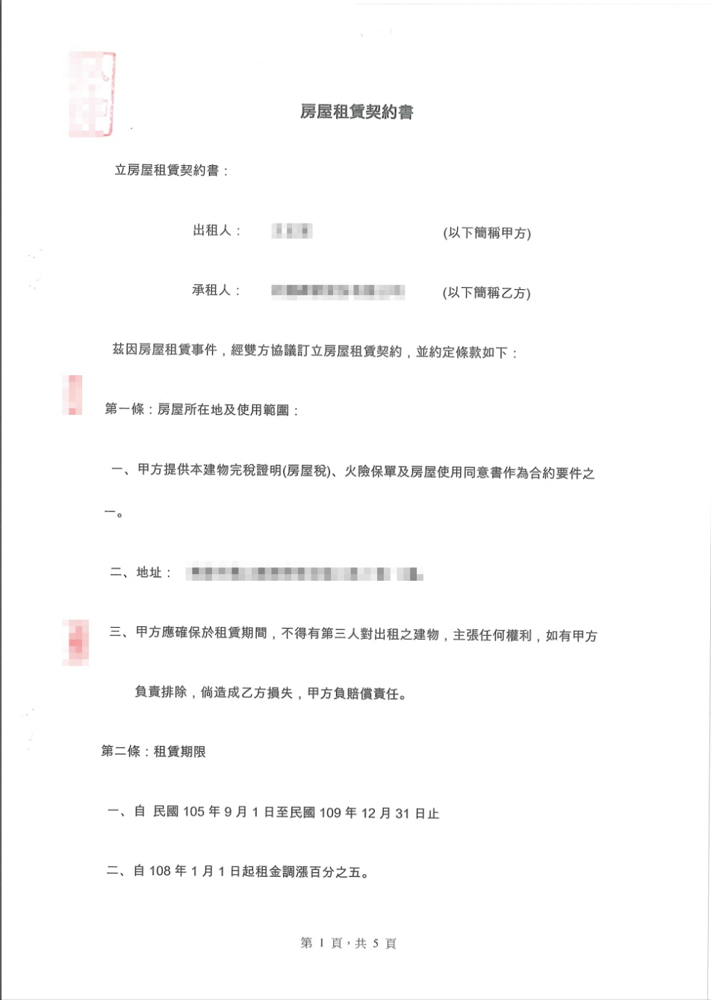 房屋租賃契約書
立房屋租賃契約書：
出租人： (以下簡稱甲方)
承租人： (以下簡稱乙方)
茲因房屋租賃事件，經雙方協議訂立房屋租賃契約，並約定條款如下：
第一條：房屋所在地及使用範圍：
一、甲方提供本建物完稅證明(房屋稅)、火險保單及房屋使用同意書作為合約要件之
一。
二、地址：
三、甲方應確保於租賃期間，不得有第三人對出租之建物，主張任何權利，如有甲方
負責排除，倘造成乙方損失，甲方負賠償責任。
第二條：租賃期限
一、自 民國 105 年 9 月 1 日至民國 109 年 12 月 31 日止
二、自 108 年 1 月 1 日起租金調漲百分之五。
第 1 頁，共 5 頁